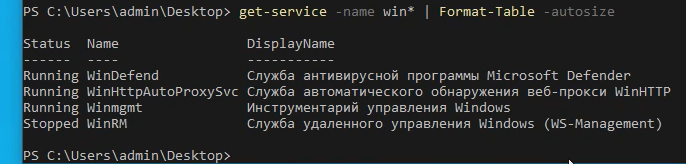 PS C:\Users\admin\Desktop> get-service -name win* | Format-Table -autosize
Status  Name                DisplayName
------  ----                -----------
Running WinDefend           Служба антивирусной программы Microsoft Defender
Running WinHttpAutoProxySvc Служба автоматического обнаружения веб-прокси WinHTTP
Running Winmgmt             Инструментарий управления Windows
Stopped WinRM               Служба удаленного управления Windows (WS-Management)
PS C:\Users\admin\Desktop>